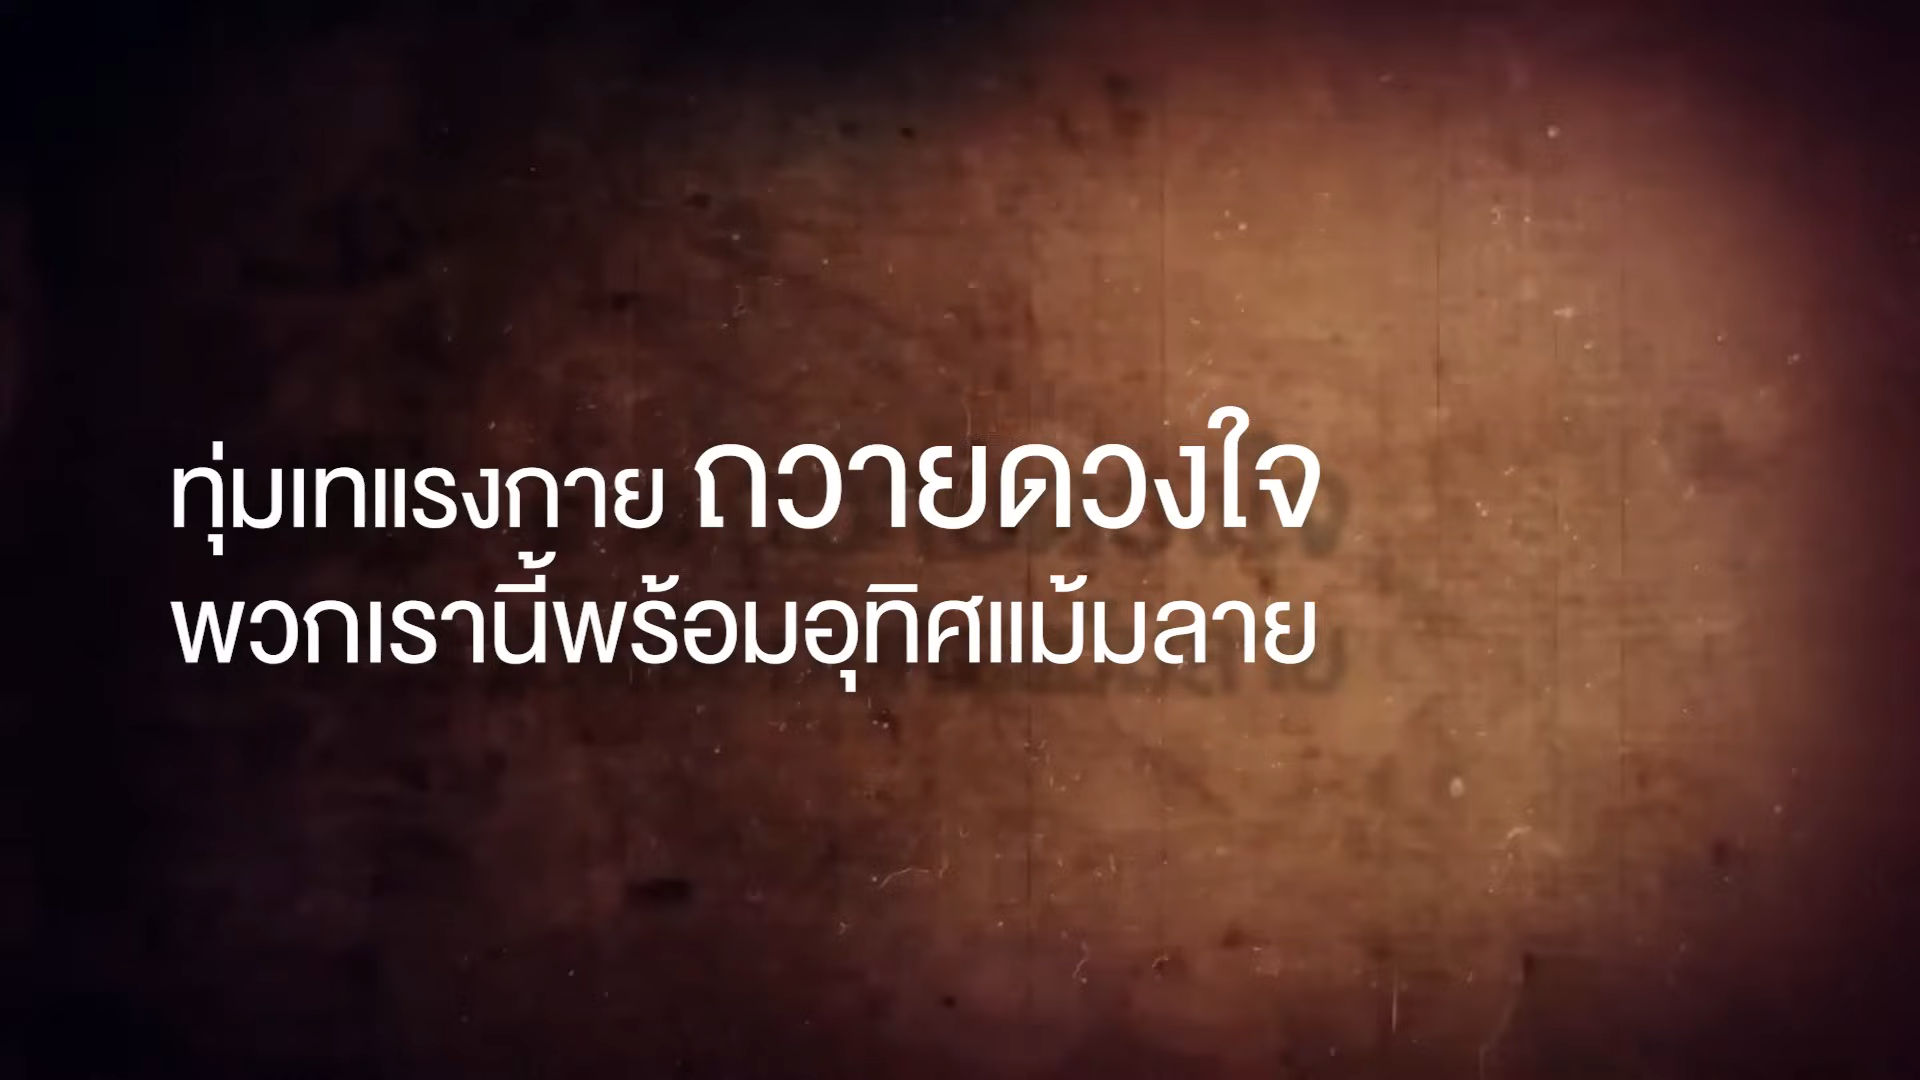 ทุ่มเทแรงกาย ถวายดวงใจ
พวกเรานี้พร้อมอุทิศแม้มลาย